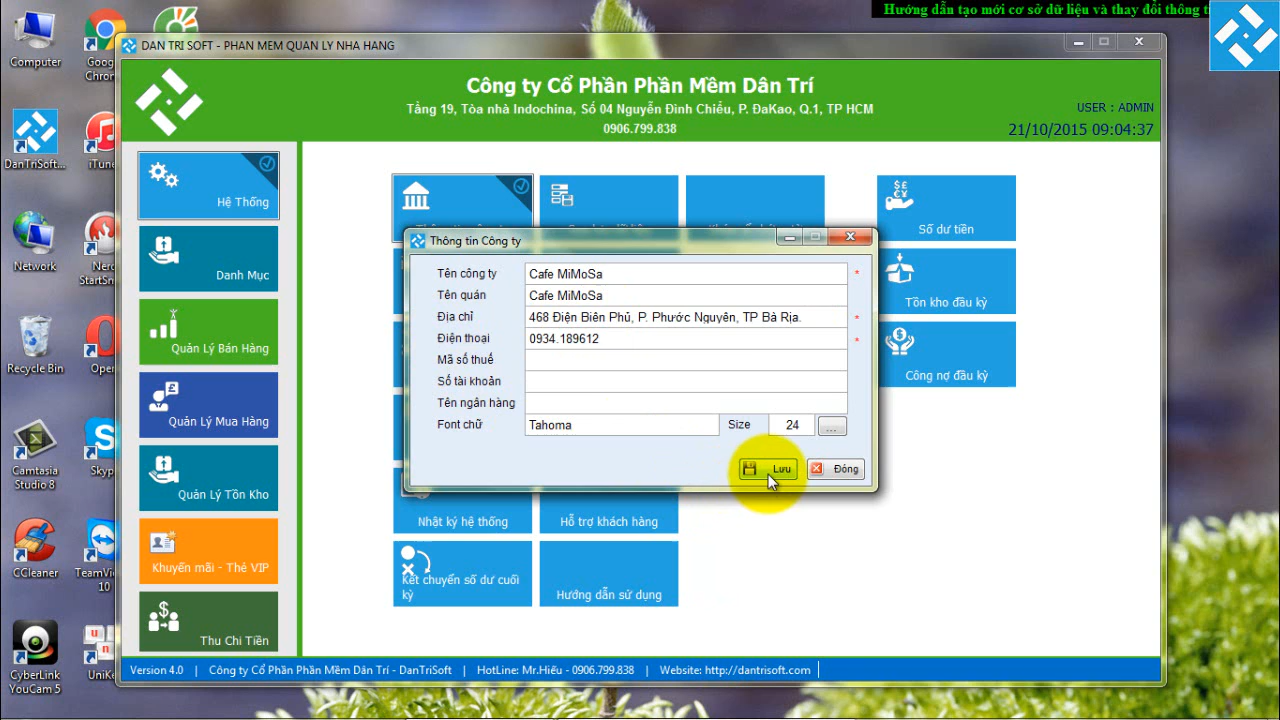 Hướng dẫn tạo mới cơ sở dữ liệu và thay đổi thông
Computer
DAN TRI SOFT - PHAN MEM QUAN LY NHA HANG
Công ty Cổ Phần Phần Mềm Dân Trí
Tầng 19, Tòa nhà Indochina, Số 04 Nguyễn Đình Chiểu, P. ĐaKao, Q.1, TP HCM
0906.799.838
USER : ADMIN
21/10/2015 09:04:37
DanTriSoft...
Network
Recycle Bin
Camtasia
Studio 8
CCleaner
CyberLink
YouCam 5
Goog
Chron
iTune
Nero
StartSm
Oper
Skyp
TeamVi
10
UniKe
Hệ Thống
Danh Mục
Quản Lý Bán Hàng
Quản Lý Mua Hàng
Quản Lý Tồn Kho
Khuyến mãi - Thẻ VIP
Thu Chi Tiền
Số dư tiền
Tồn kho đầu kỳ
Công nợ đầu kỳ
Thông tin Công ty
Tên công ty Cafe MiMoSa *
Tên quán Cafe MiMoSa
Địa chỉ 468 Điện Biên Phủ, P. Phước Nguyên, TP Bà Rịa. *
Điện thoại 0934.189612 *
Mã số thuế
Số tài khoản
Tên ngân hàng
Font chữ Tahoma Size 24 ...
Lưu Đóng
Nhật ký hệ thống
Hỗ trợ khách hàng
Kết chuyển số dư cuối
kỳ
Hướng dẫn sử dụng
Version 4.0 | Công ty Cổ Phần Phần Mềm Dân Trí - DanTriSoft | HotLine: Mr.Hiếu - 0906.799.838 | Website: http://dantrisoft.com |